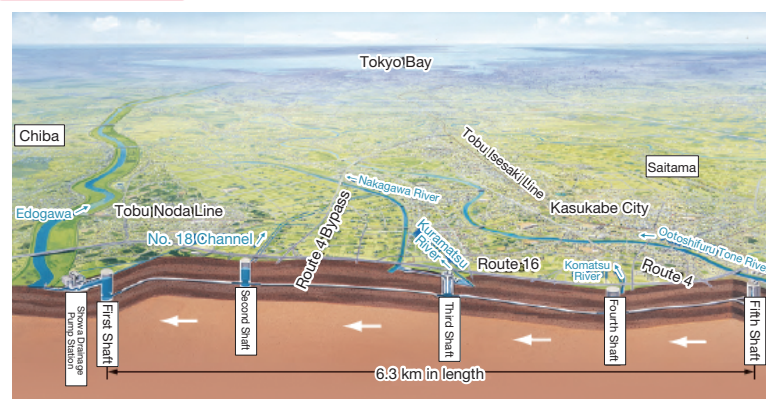 Tokyo Bay
Chiba
Tobu Isesaki Line
Saitama
Nakagawa River
Edogawa
Tobu Noda Line
Kasukabe City
No. 18 Channel
Route 4 Bypass
Kuramatsu
River
Ootoshifuru Tone River
Route 16
Komatsu
River
Route 4
Showa Drainage
Pump Station
First Shaft
Second Shaft
Third Shaft
Fourth Shaft
Fifth Shaft
6.3 km in length